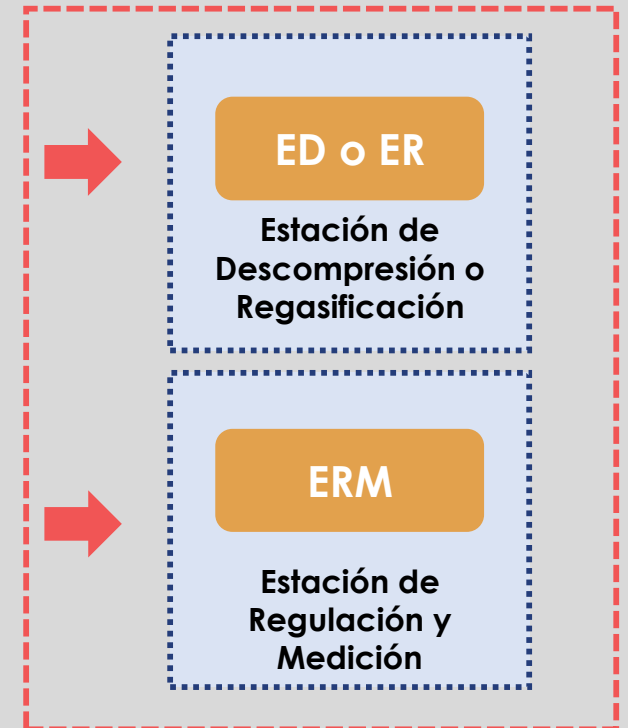 ED o ER
Estación de
Descompresión o
Regasificación
ERM
Estación de
Regulación y
Medición